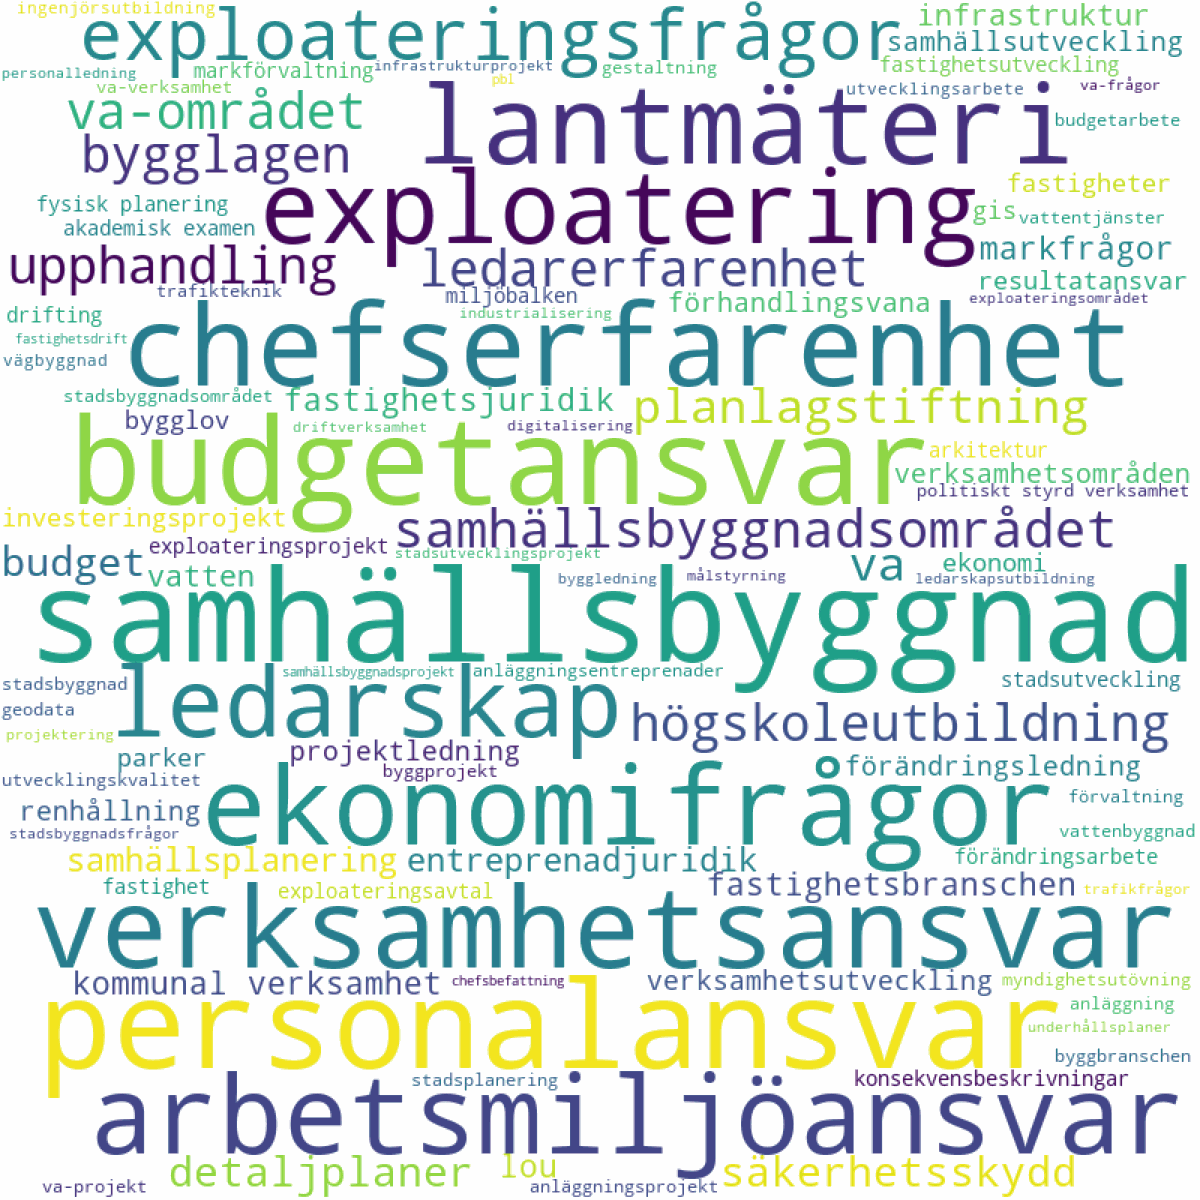 ingenjörsutbildning
exploateringsfrågor
infrastruktur
samhällsutveckling
personalledning
markförvaltning
infrastrukturprojekt
gestaltning
fastighetsutveckling
va-verksamhet
pbl
utvecklingsarbete
va-frågor
va-området
lantmäteri
budgetarbete
bygglagen
exploatering
fastigheter
fysisk planering
gis
vattentjänster
akademisk examen
markfrågor
upphandling
ledarerfarenhet
resultatansvar
trafikteknik
miljöbalken
förhandlingsvana
exploateringsområdet
drifting
industrialisering
chefserfarenhet
fastighetsdrift
vägbyggnad
stadsbyggnadsområdet
fastighetsjuridik
planlagstiftning
bygglov
driftverksamhet
digitalisering
budgetansvar
arkitektur
verksamhetsområden
politiskt styrd verksamhet
investeringsprojekt
samhällsbyggnadsområdet
exploateringsprojekt
stadsutvecklingsprojekt
budget
vatten
va
ekonomi
byggledning
målstyrning
ledarskapsutbildning
samhällsbyggnad
samhällsbyggnadsprojekt
anläggningsentreprenader
stadsbyggnad
stadsutveckling
ledarskap
geodata
högskoleutbildning
projektering
projektledning
parker
byggprojekt
förändringsledning
utvecklingskvalitet
ekonomifrågor
förvaltning
renhållning
stadsbyggnadsfrågor
vattenbyggnad
samhällsplanering
entreprenadjuridik
förändringsarbete
fastighet
exploateringsavtal
fastighetsbranschen
trafikfrågor
verksamhetsansvar
kommunal verksamhet
chefsbefattning
verksamhetsutveckling
myndighetsutövning
personalansvar
anläggning
underhållsplaner
byggbranschen
stadsplanering
konsekvensbeskrivningar
arbetsmiljöansvar
detaljplaner
lou
säkerhetsskydd
va-projekt
anläggningsprojekt